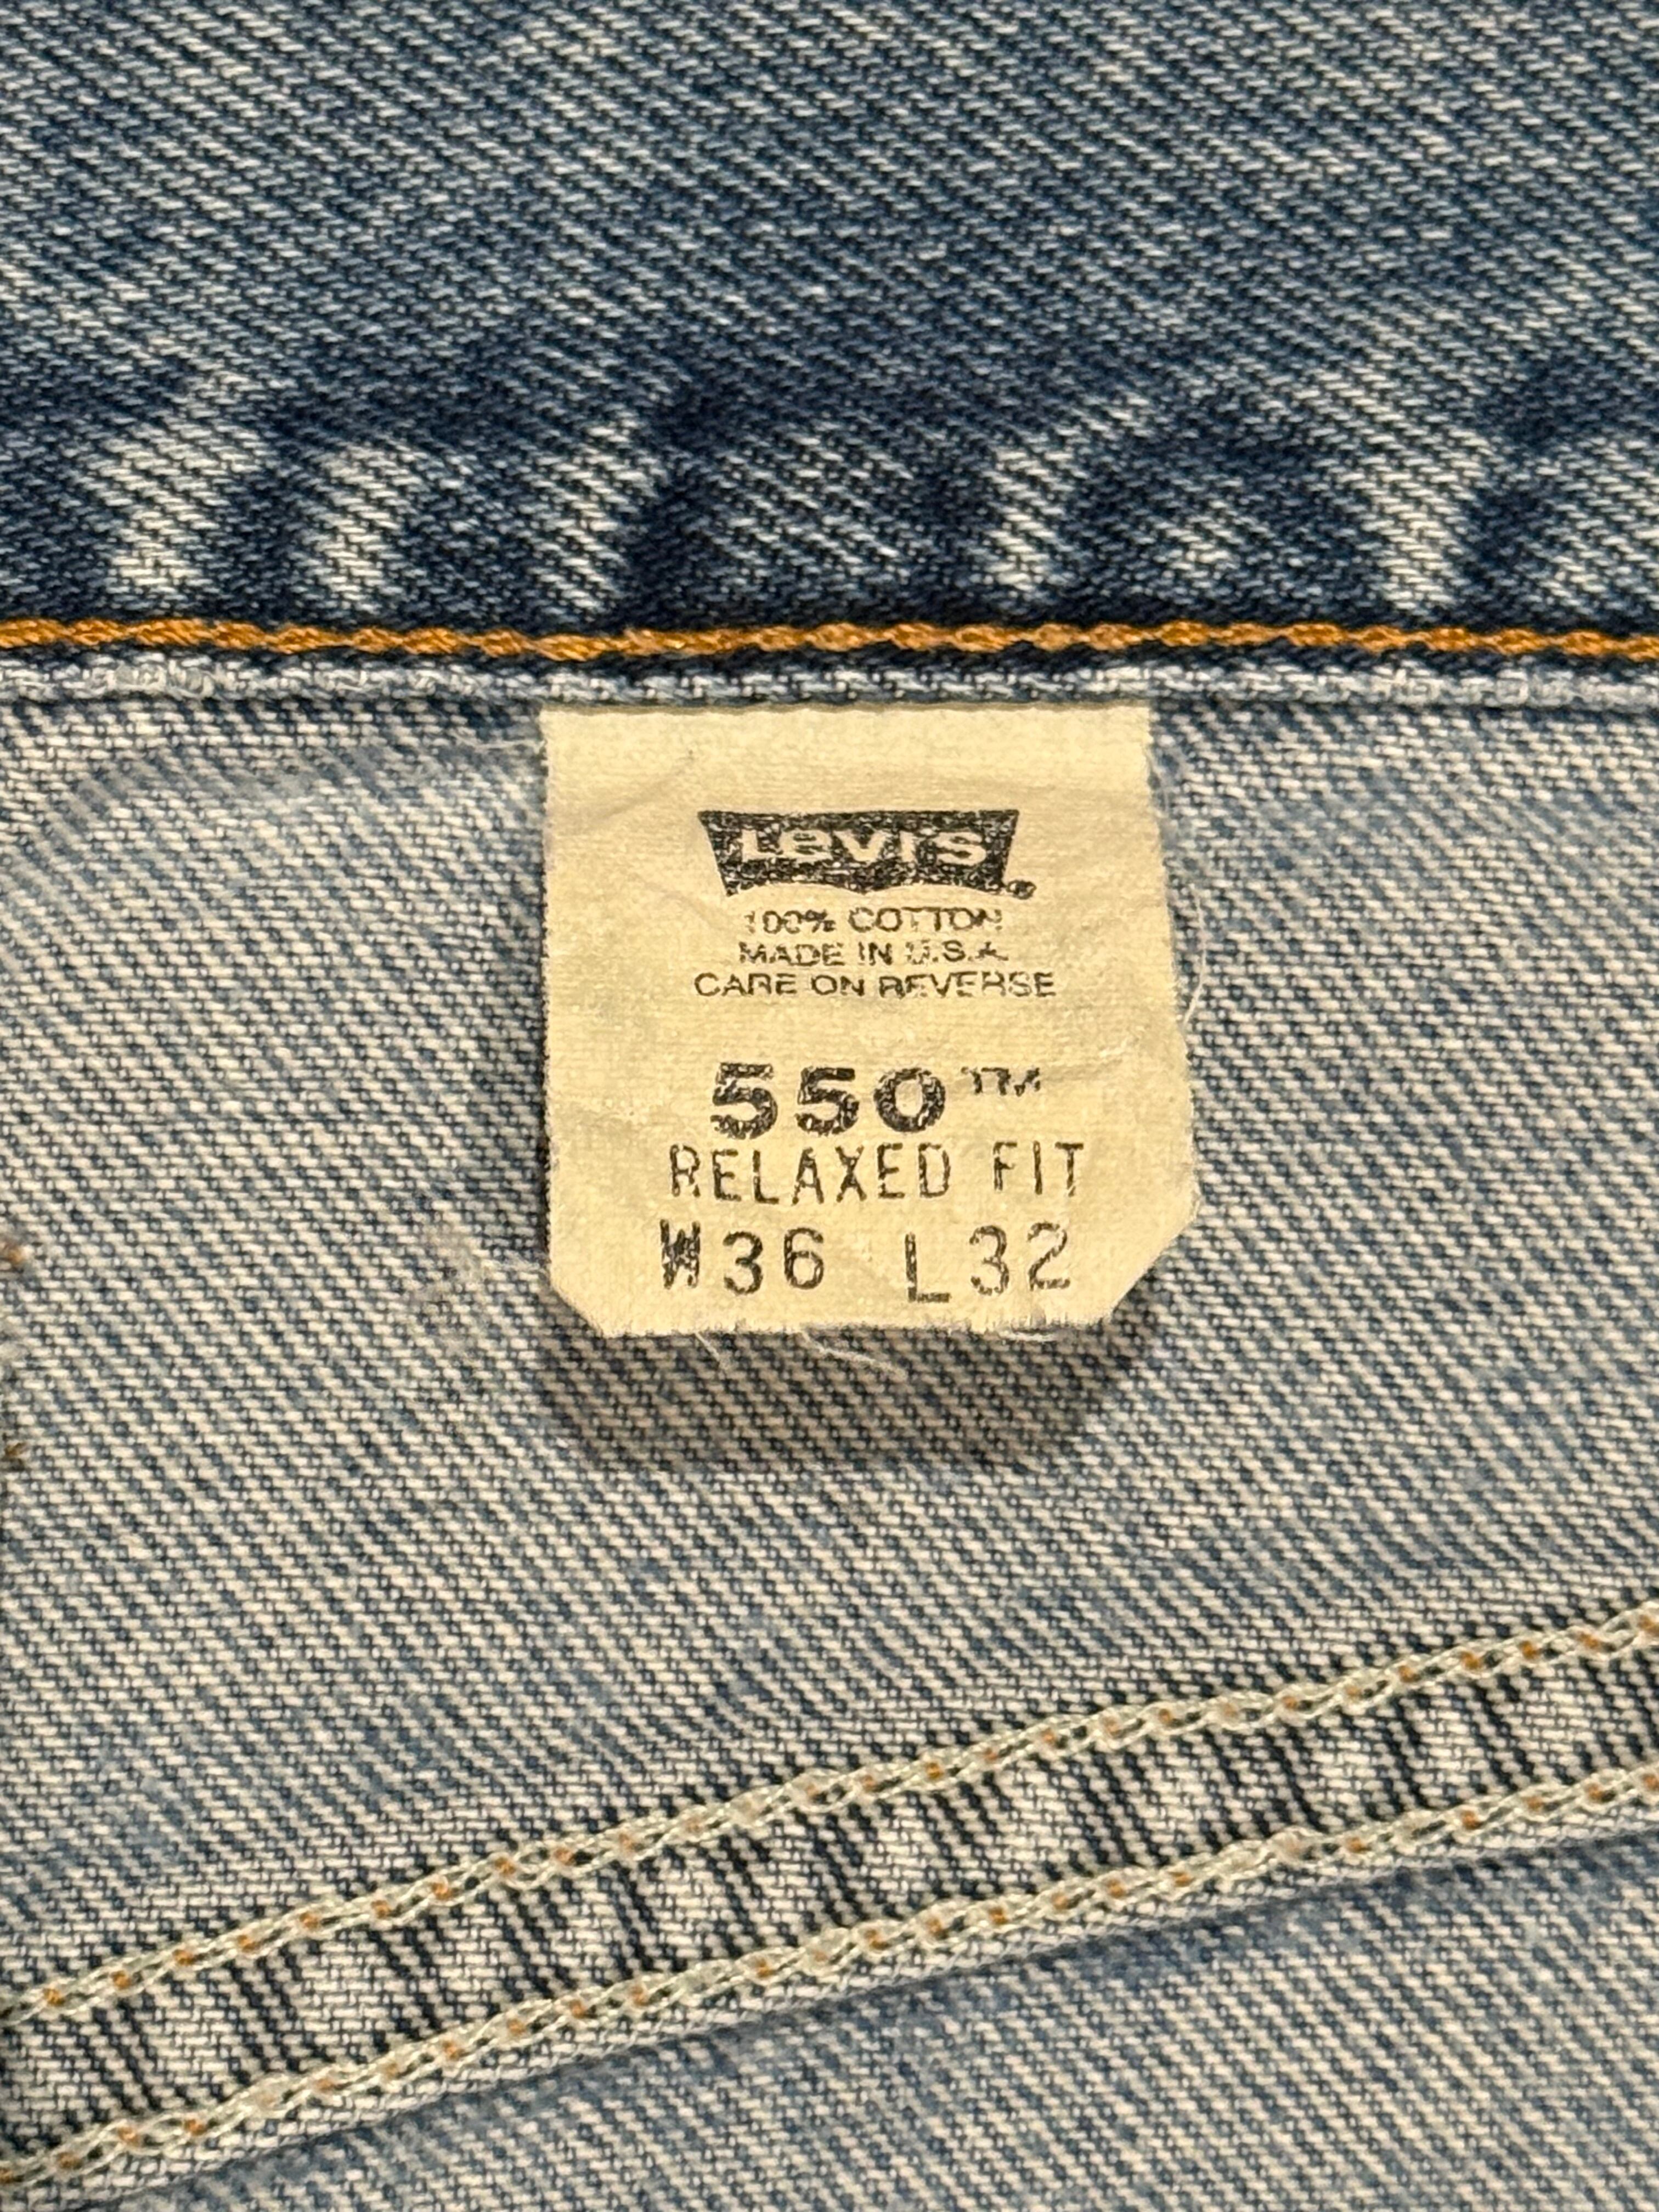 Levi's®
100% COTTON
MADE IN U.S.A.
CARE ON REVERSE
550™
RELAXED FIT
W36 L32